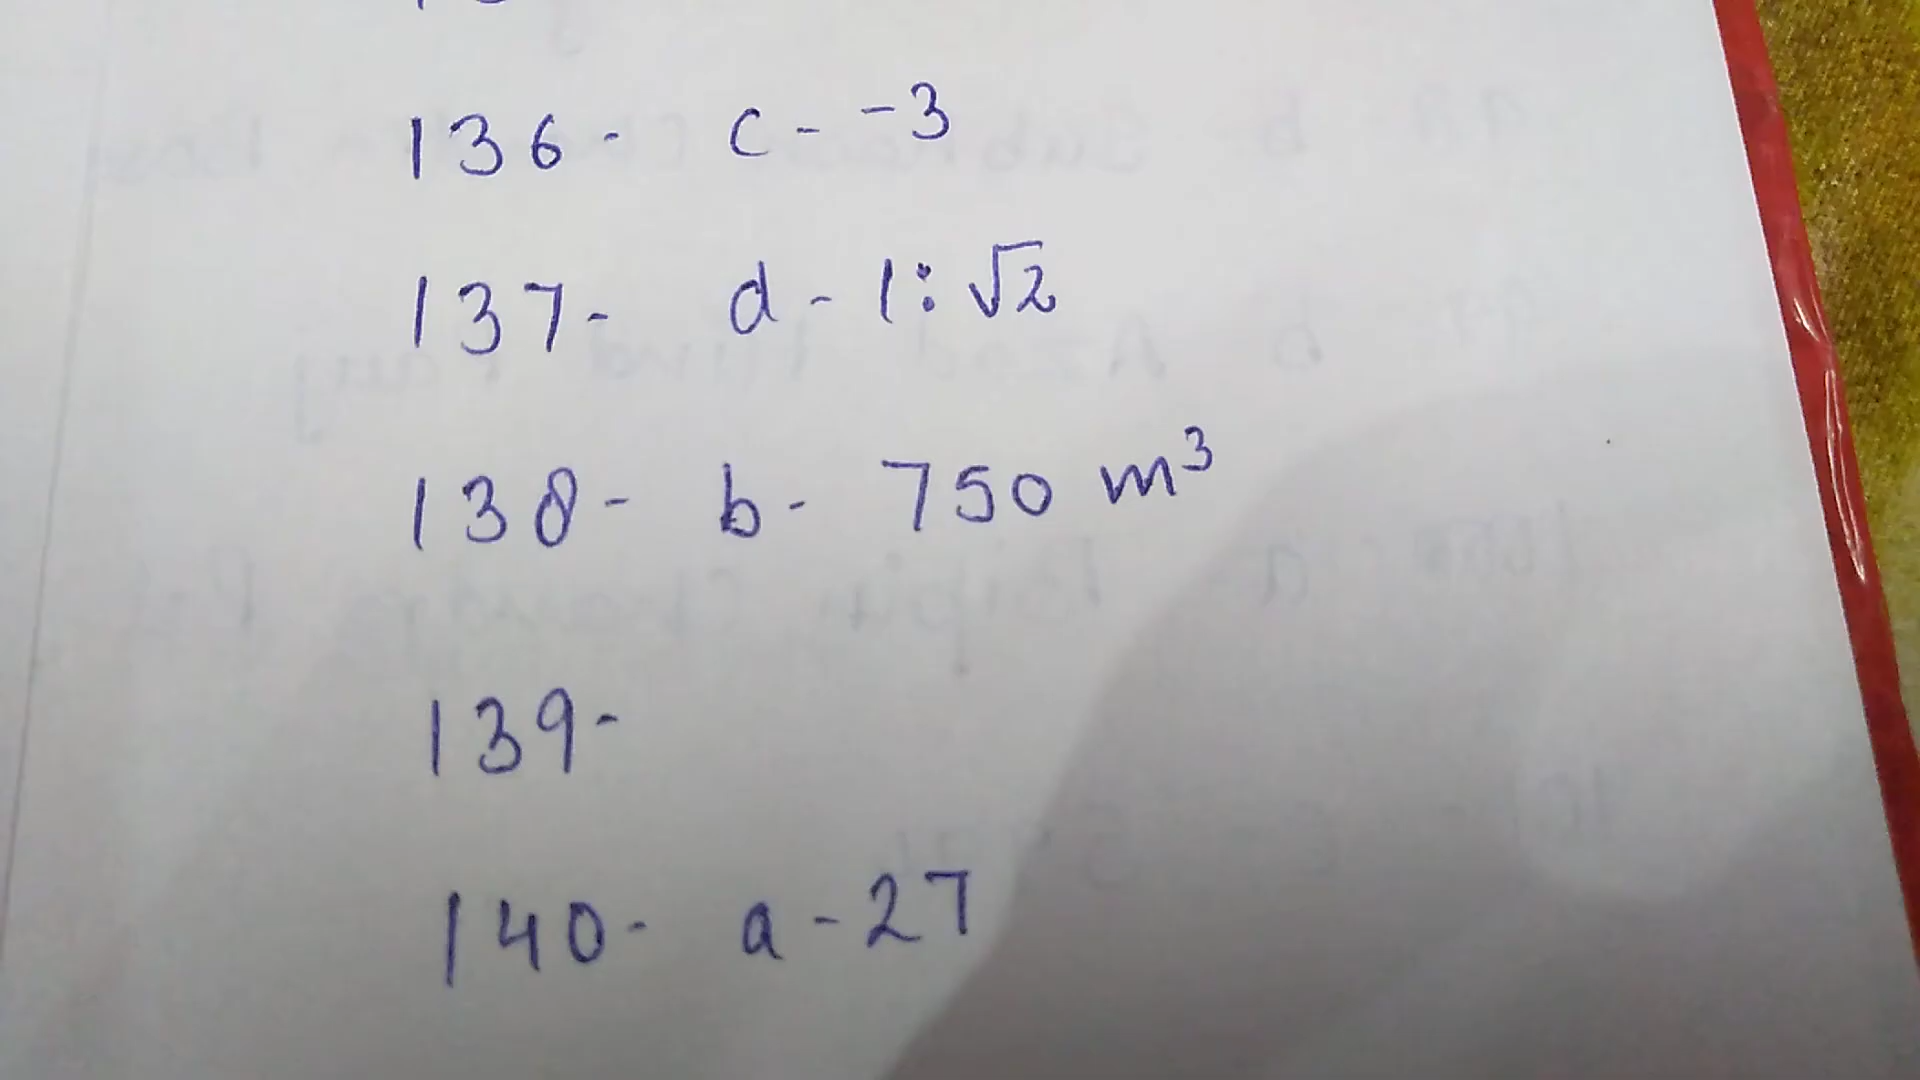 136- c- -3
137- d - 1:√2
138- b- 750 m³
139-
140- a - 27